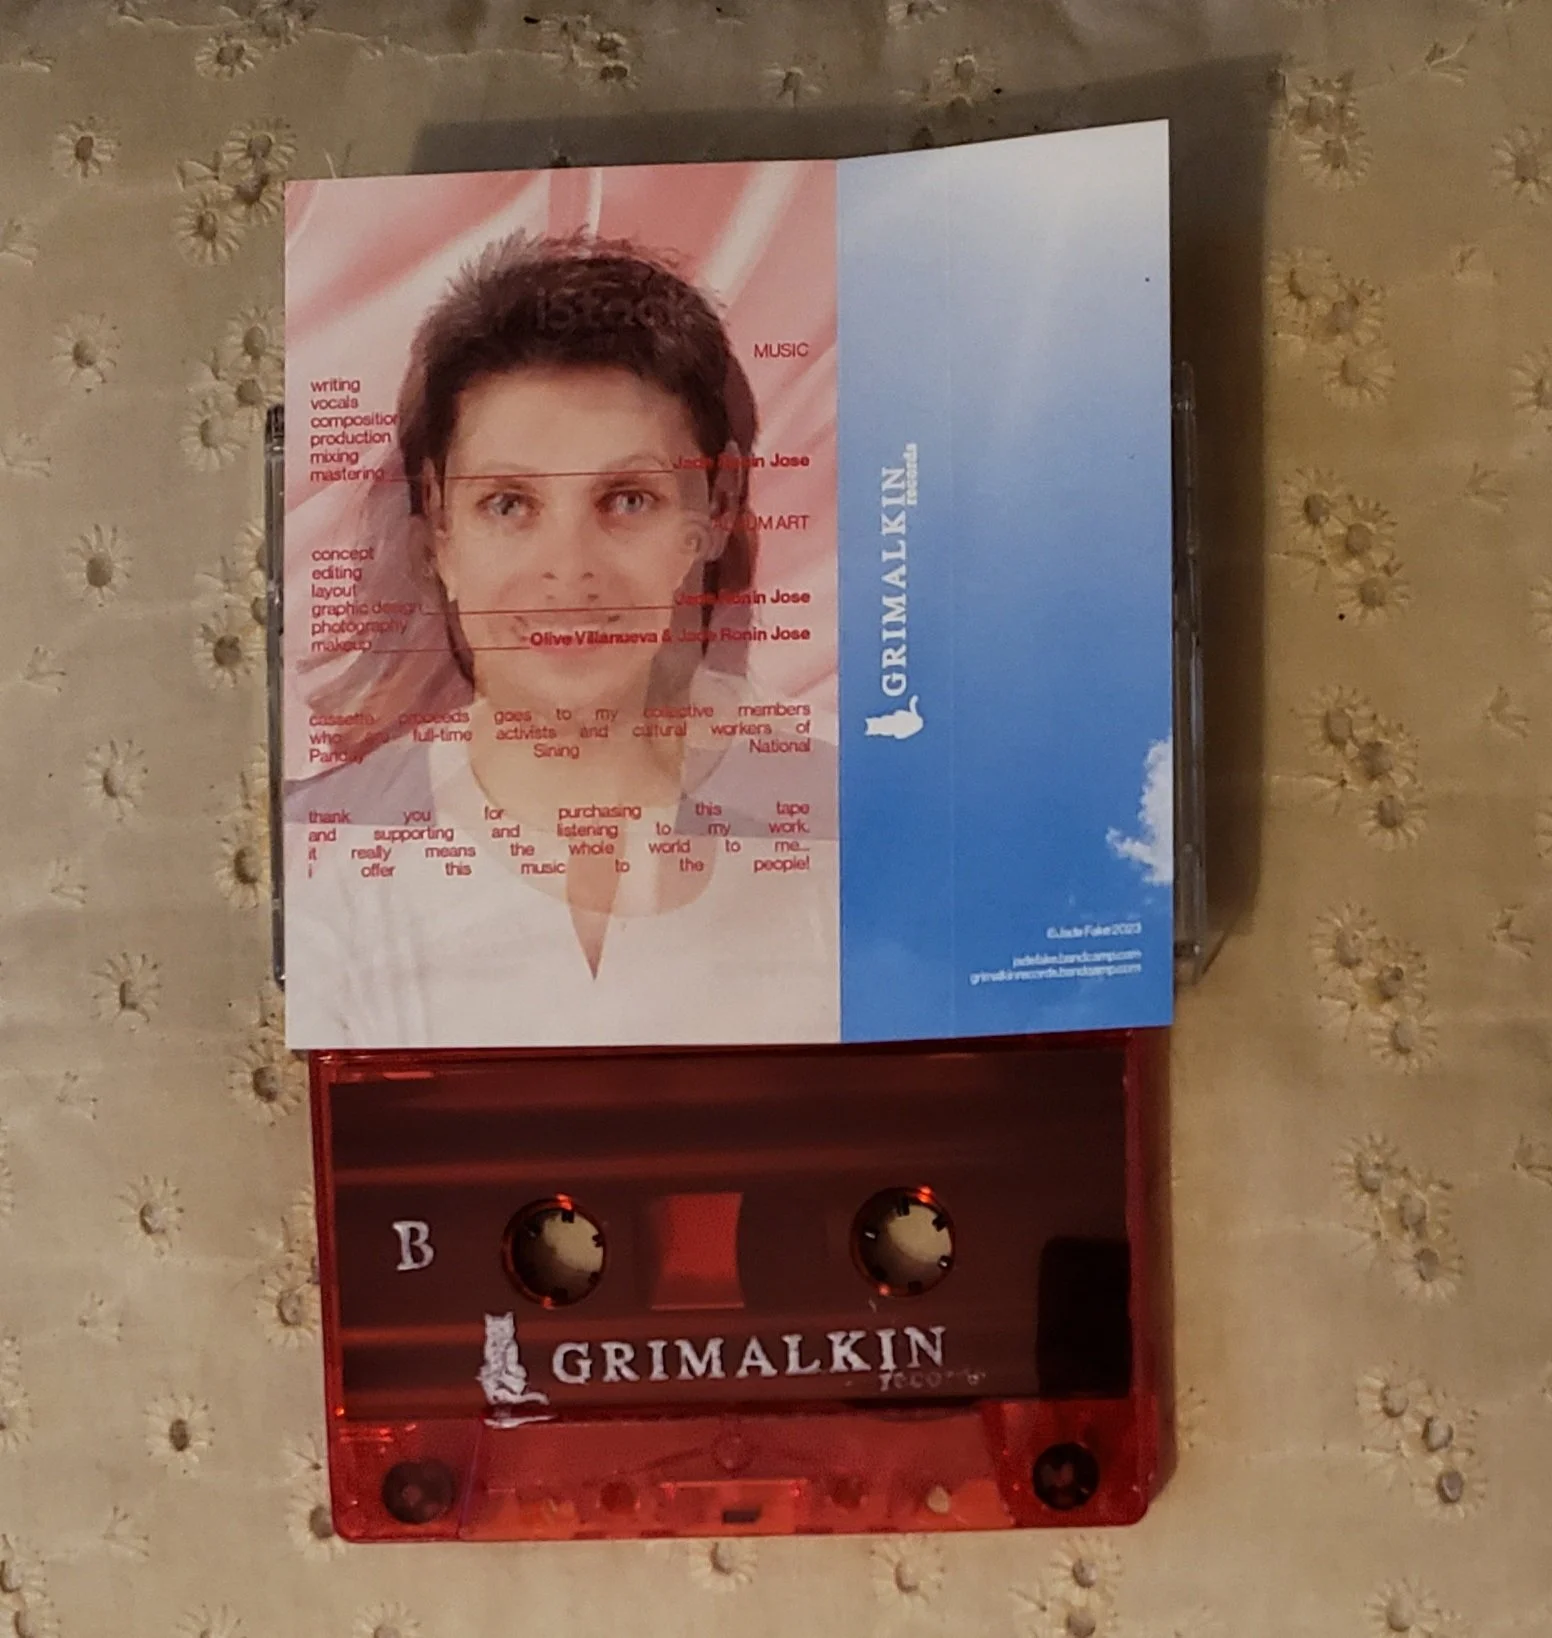 iStock
MUSIC
writing
vocals
composition
production
mixing
mastering Jade Ronin Jose
ALBUM ART
concept
editing
layout
graphic design Jade Ronin Jose
photography
makeup Olive Villanueva & Jade Ronin Jose
cassette proceeds goes to my collective members
who are full-time activists and cultural workers of
Panday Sining National
thank you for purchasing this tape
and supporting and listening to my work.
it really means the whole world to me...
i offer this music to the people!
GRIMALKIN
records
©Jade Fake 2023
jadefake.bandcamp.com
grimalkinrecords.bandcamp.com
B
GRIMALKIN
records